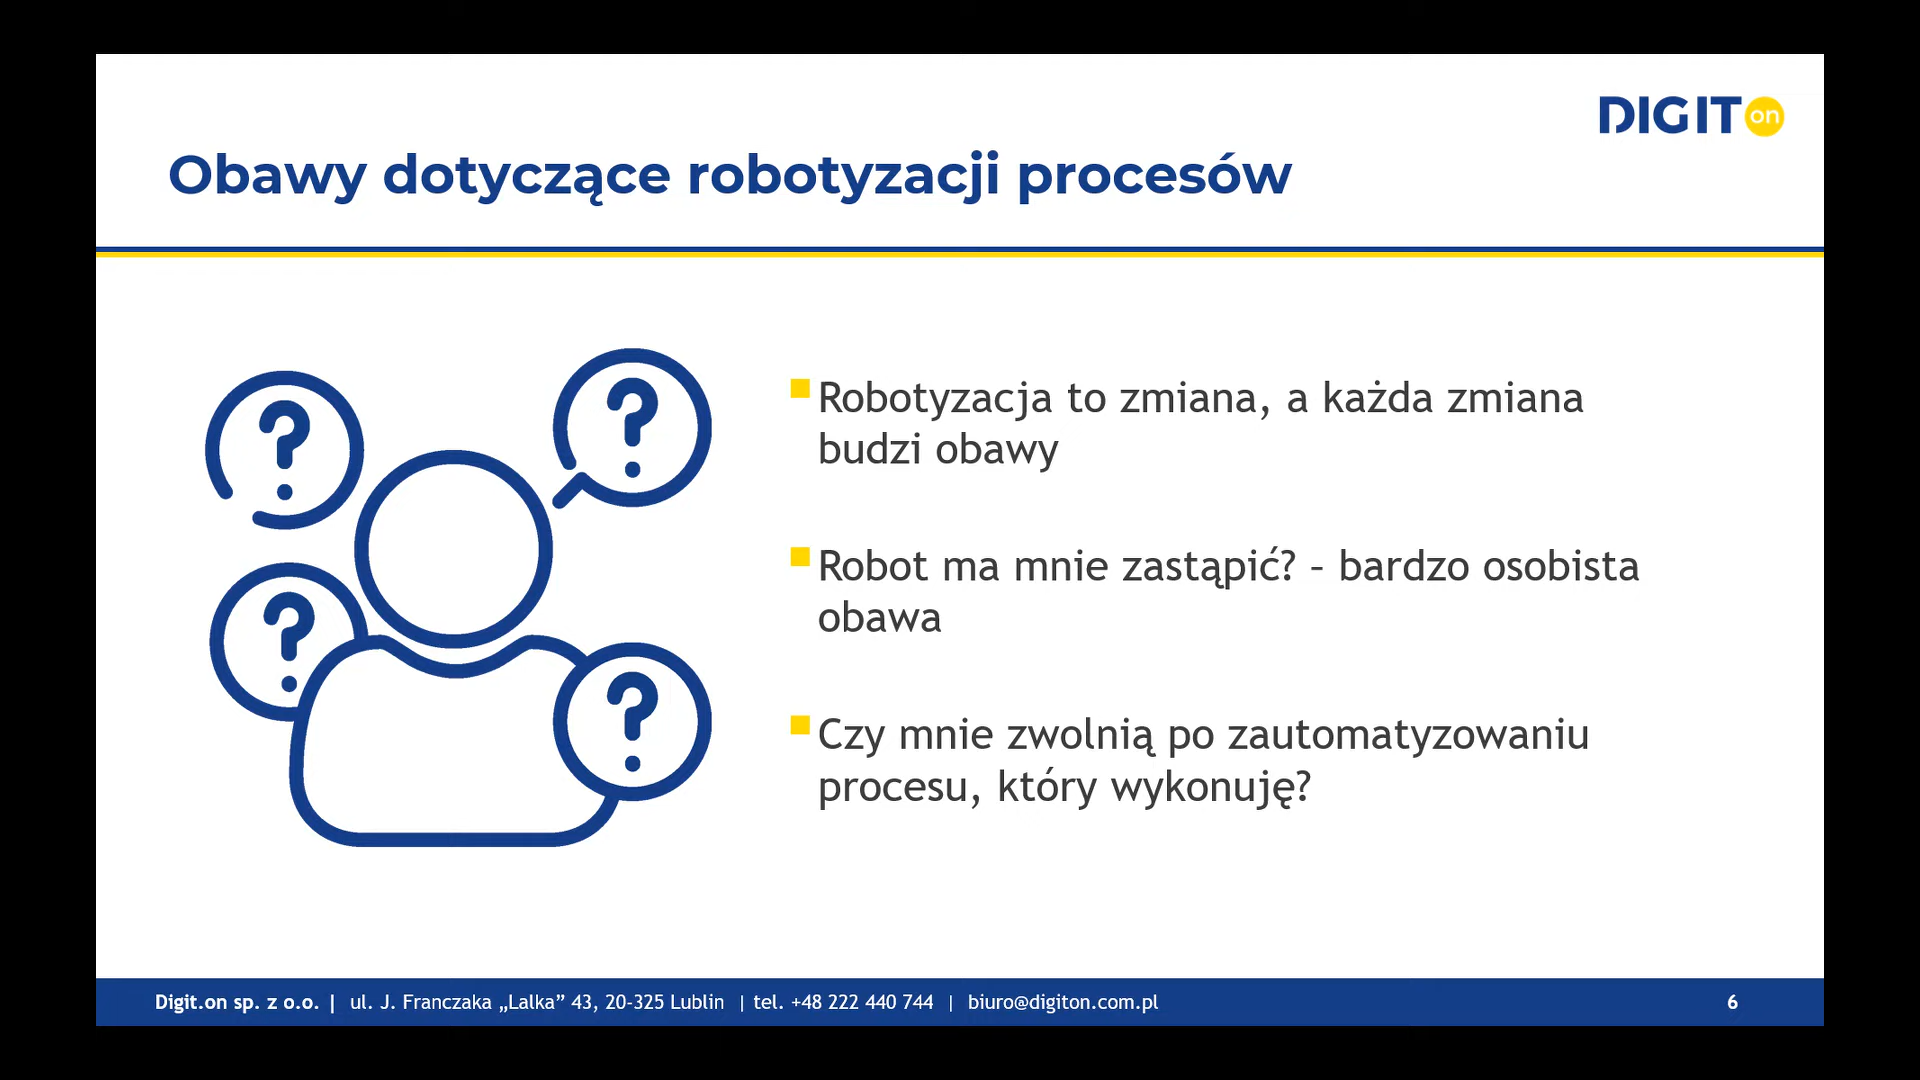 DIGITon
Obawy dotyczące robotyzacji procesów
? ?
? ?
Robotyzacja to zmiana, a każda zmiana
budzi obawy
Robot ma mnie zastąpić? – bardzo osobista
obawa
Czy mnie zwolnią po zautomatyzowaniu
procesu, który wykonuję?
Digit.on sp. z o.o. | ul. J. Franczaka „Lalka” 43, 20-325 Lublin | tel. +48 222 440 744 | biuro@digiton.com.pl 6